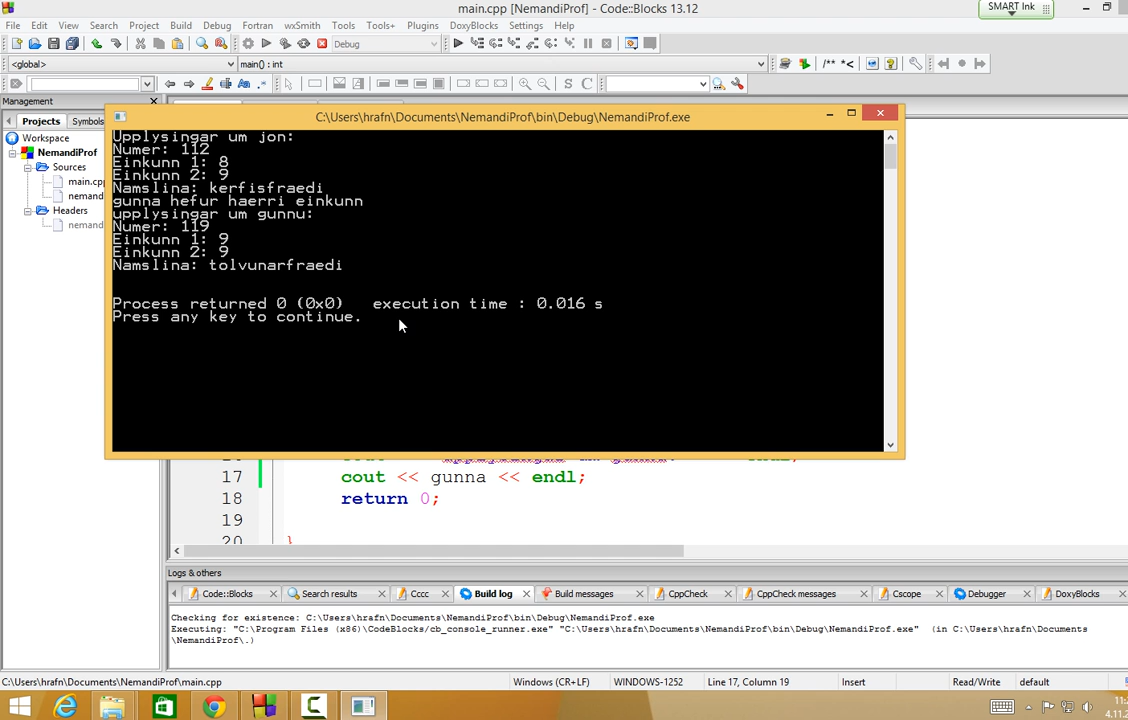 main.cpp [NemandiProf] - Code::Blocks 13.12
SMART Ink
File Edit View Search Project Build Debug Fortran wxSmith Tools Tools+ Plugins DoxyBlocks Settings Help
Debug
<global> main() : int
/** *<
S C
Management
Projects Symbols
Workspace
NemandiProf
Sources
main.cpp
nemand
Headers
nemand
C:\Users\hrafn\Documents\NemandiProf\bin\Debug\NemandiProf.exe
Upplysingar um jon:
Numer: 112
Einkunn 1: 8
Einkunn 2: 9
Namslina: kerfisfraedi
gunna hefur haerri einkunn
upplysingar um gunnu:
Numer: 119
Einkunn 1: 9
Einkunn 2: 9
Namslina: tolvunarfraedi
Process returned 0 (0x0) execution time : 0.016 s
Press any key to continue.
17 cout << gunna << endl;
18 return 0;
19
20 }
Logs & others
Code::Blocks Search results Cccc Build log Build messages CppCheck CppCheck messages Cscope Debugger DoxyBlocks
Checking for existence: C:\Users\hrafn\Documents\NemandiProf\bin\Debug\NemandiProf.exe
Executing: "C:\Program Files (x86)\CodeBlocks/cb_console_runner.exe" "C:\Users\hrafn\Documents\NemandiProf\bin\Debug\NemandiProf.exe" (in C:\Users\hrafn\Documents
\NemandiProf\.)
C:\Users\hrafn\Documents\NemandiProf\main.cpp Windows (CR+LF) WINDOWS-1252 Line 17, Column 19 Insert Read/Write default